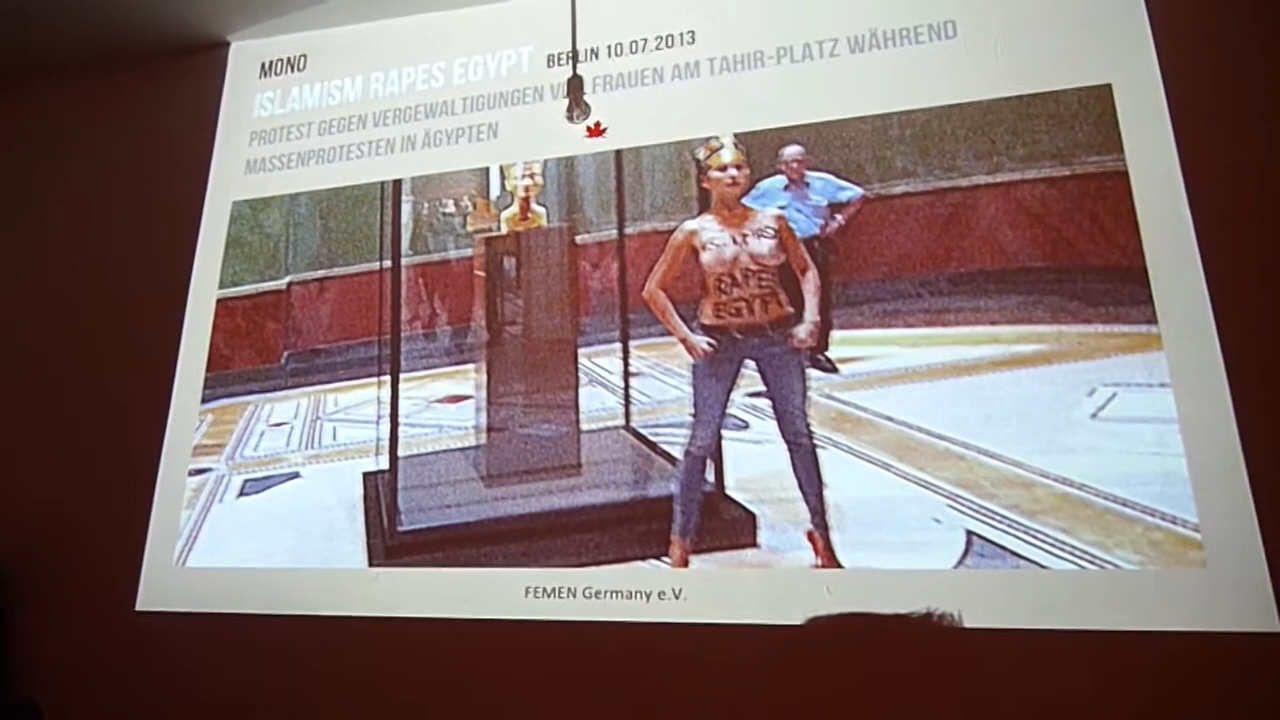 MONO
ISLAMISM RAPES EGYPT BERLIN 10.07.2013
PROTEST GEGEN VERGEWALTIGUNGEN FRAUEN AM TAHIR-PLATZ WÄHREND
MASSENPROTESTEN IN ÄGYPTEN
RAPES
EGYPT
FEMEN Germany e.V.